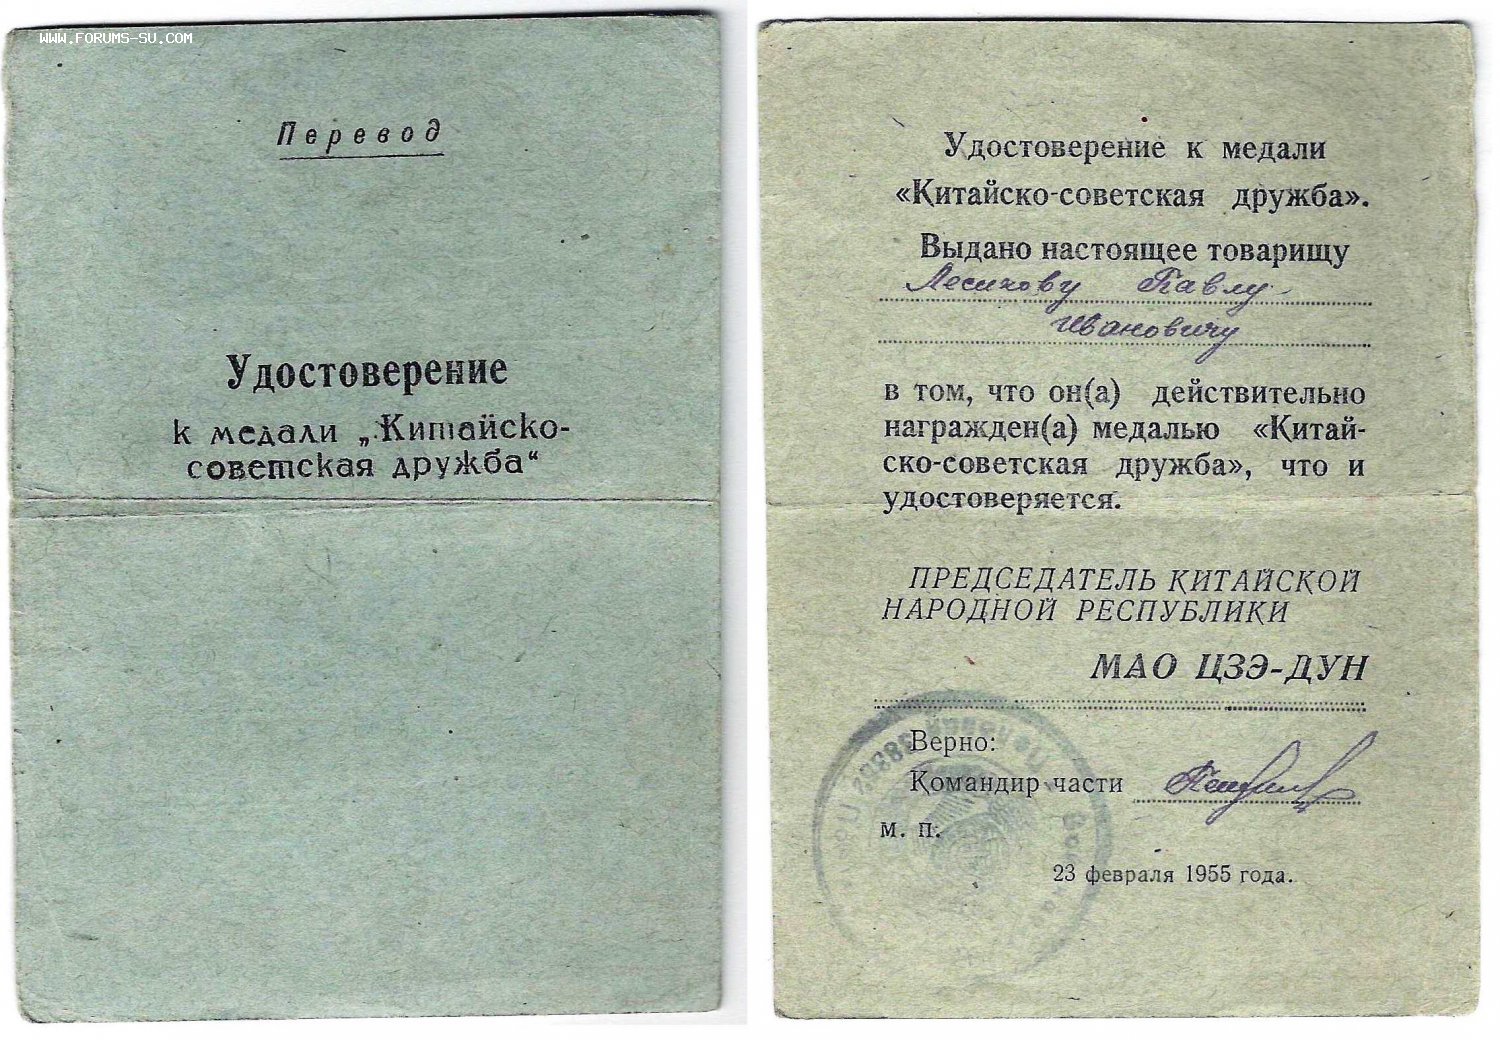 WWW.FORUMS-SU.COM
Перевод
Удостоверение
к медали „Китайско-
советская дружба“
Удостоверение к медали
«Китайско-советская дружба».
Выдано настоящее товарищу
Павлу
Ивановичу
в том, что он(а) действительно
награжден(а) медалью «Китай-
ско-советская дружба», что и
удостоверяется.
ПРЕДСЕДАТЕЛЬ КИТАЙСКОЙ
НАРОДНОЙ РЕСПУБЛИКИ
МАО ЦЗЭ-ДУН
Верно:
Командир части
М. П.
23 февраля 1955 года.